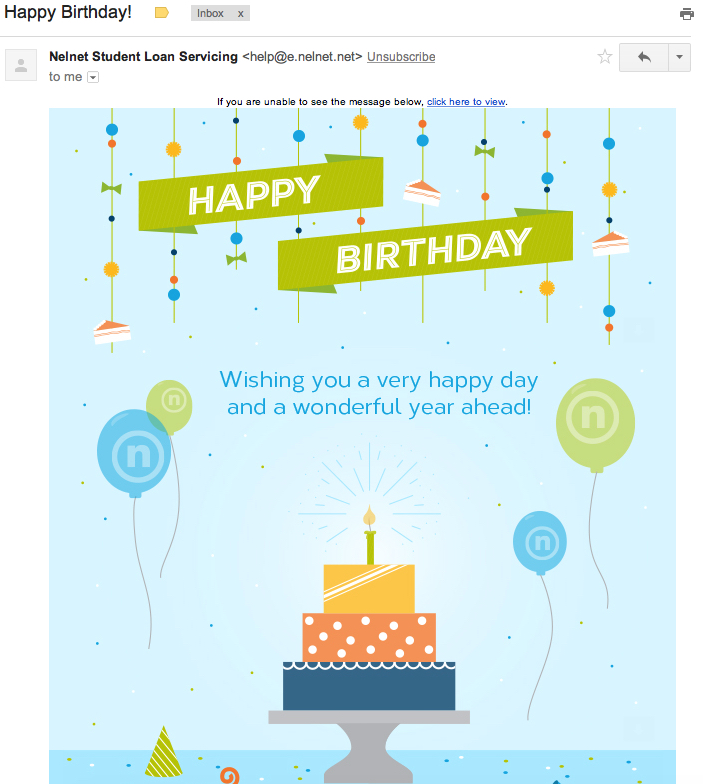 Happy Birthday!
Inbox x
Nelnet Student Loan Servicing <help@e.nelnet.net> Unsubscribe
to me
If you are unable to see the message below, click here to view.
HAPPY
BIRTHDAY
Wishing you a very happy day
and a wonderful year ahead!
n
n
n
n